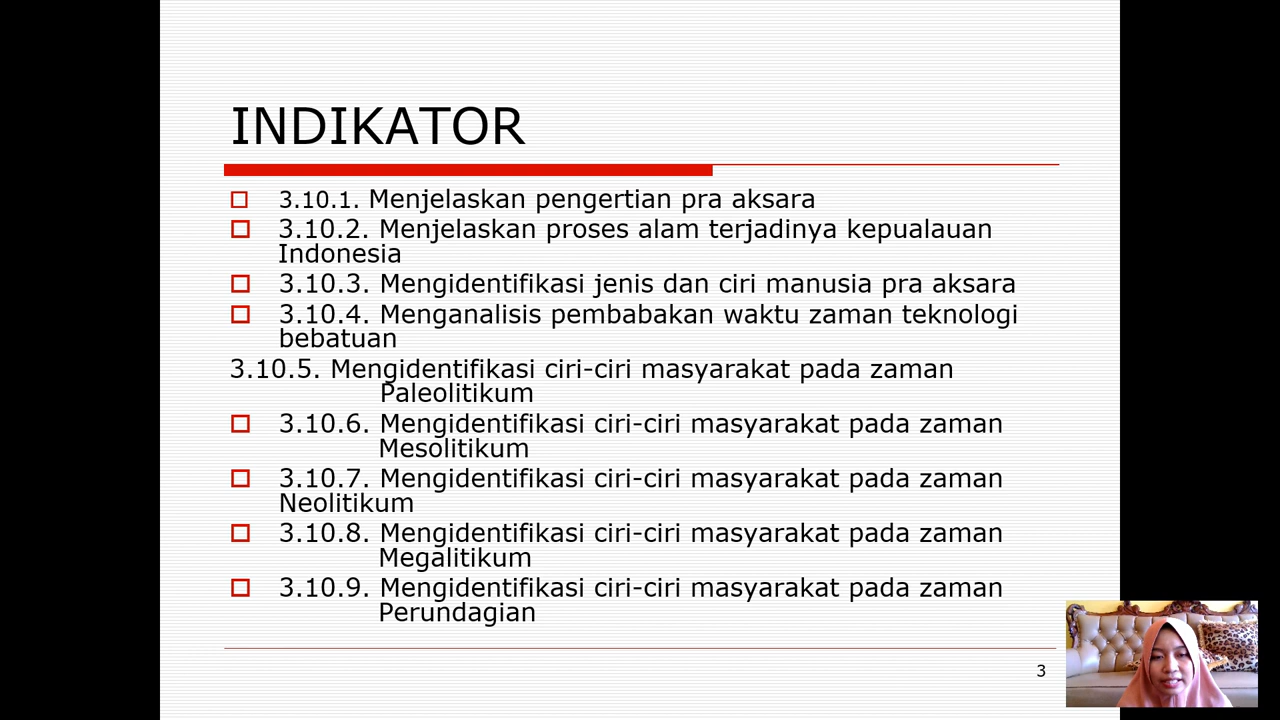 INDIKATOR
3.10.1. Menjelaskan pengertian pra aksara
3.10.2. Menjelaskan proses alam terjadinya kepualauan
Indonesia
3.10.3. Mengidentifikasi jenis dan ciri manusia pra aksara
3.10.4. Menganalisis pembabakan waktu zaman teknologi
bebatuan
3.10.5. Mengidentifikasi ciri-ciri masyarakat pada zaman
Paleolitikum
3.10.6. Mengidentifikasi ciri-ciri masyarakat pada zaman
Mesolitikum
3.10.7. Mengidentifikasi ciri-ciri masyarakat pada zaman
Neolitikum
3.10.8. Mengidentifikasi ciri-ciri masyarakat pada zaman
Megalitikum
3.10.9. Mengidentifikasi ciri-ciri masyarakat pada zaman
Perundagian
3